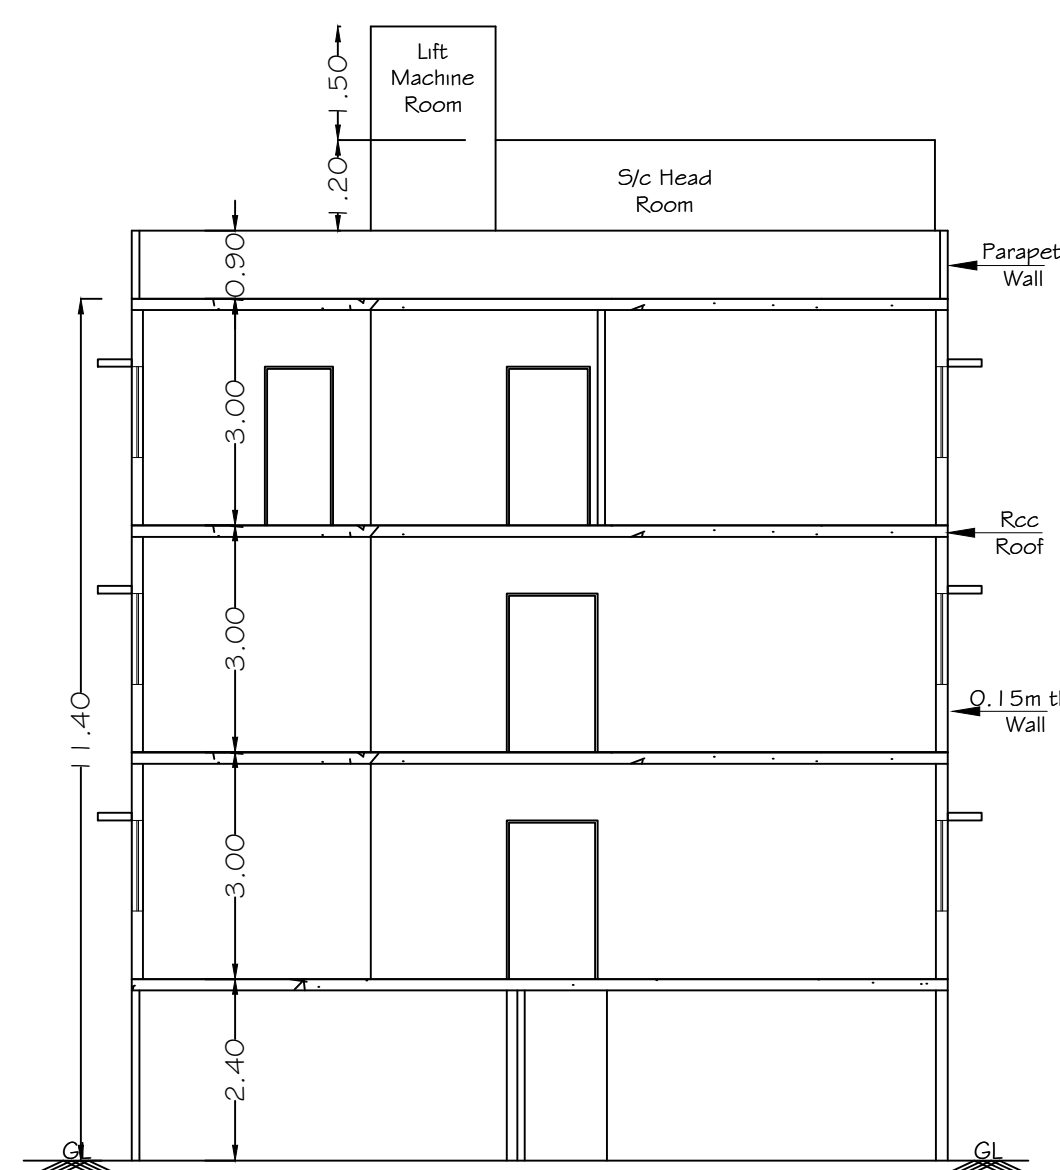 Lift
Machine
Room
1.50
1.20
S/c Head
Room
0.90
Parapet
Wall
3.00
Rcc
Roof
3.00
11.40
0.15m
Wall
3.00
2.40
GL
GL